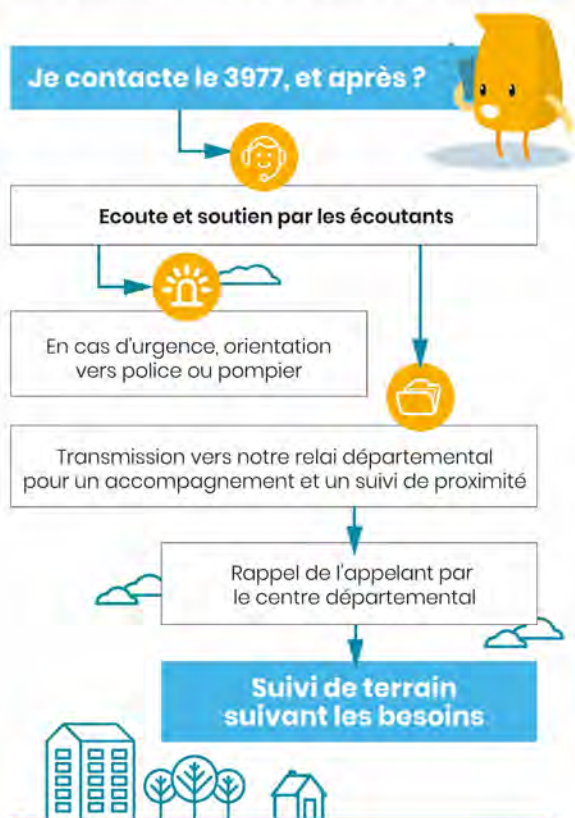 Je contacte le 3977, et après ?
Ecoute et soutien par les écoutants
En cas d'urgence, orientation
vers police ou pompier
Transmission vers notre relai départemental
pour un accompagnement et un suivi de proximité
Rappel de l'appelant par
le centre départemental
Suivi de terrain
suivant les besoins